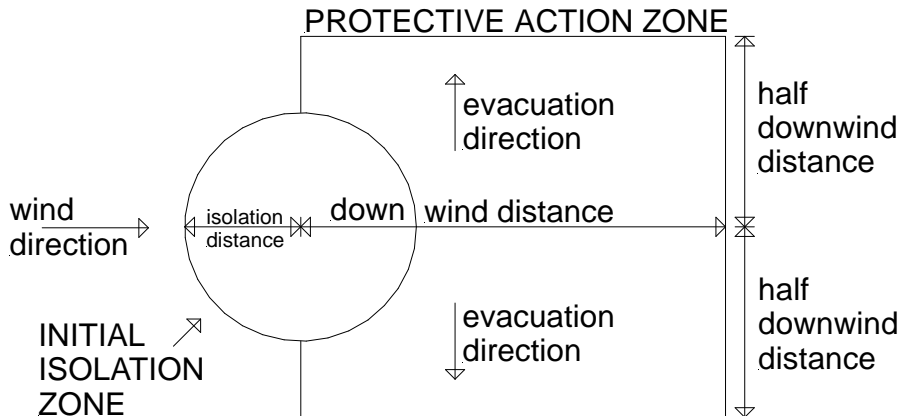 PROTECTIVE ACTION ZONE
evacuation
direction
half
downwind
distance
wind
direction
isolation
distance
down wind distance
evacuation
direction
half
downwind
distance
INITIAL
ISOLATION
ZONE